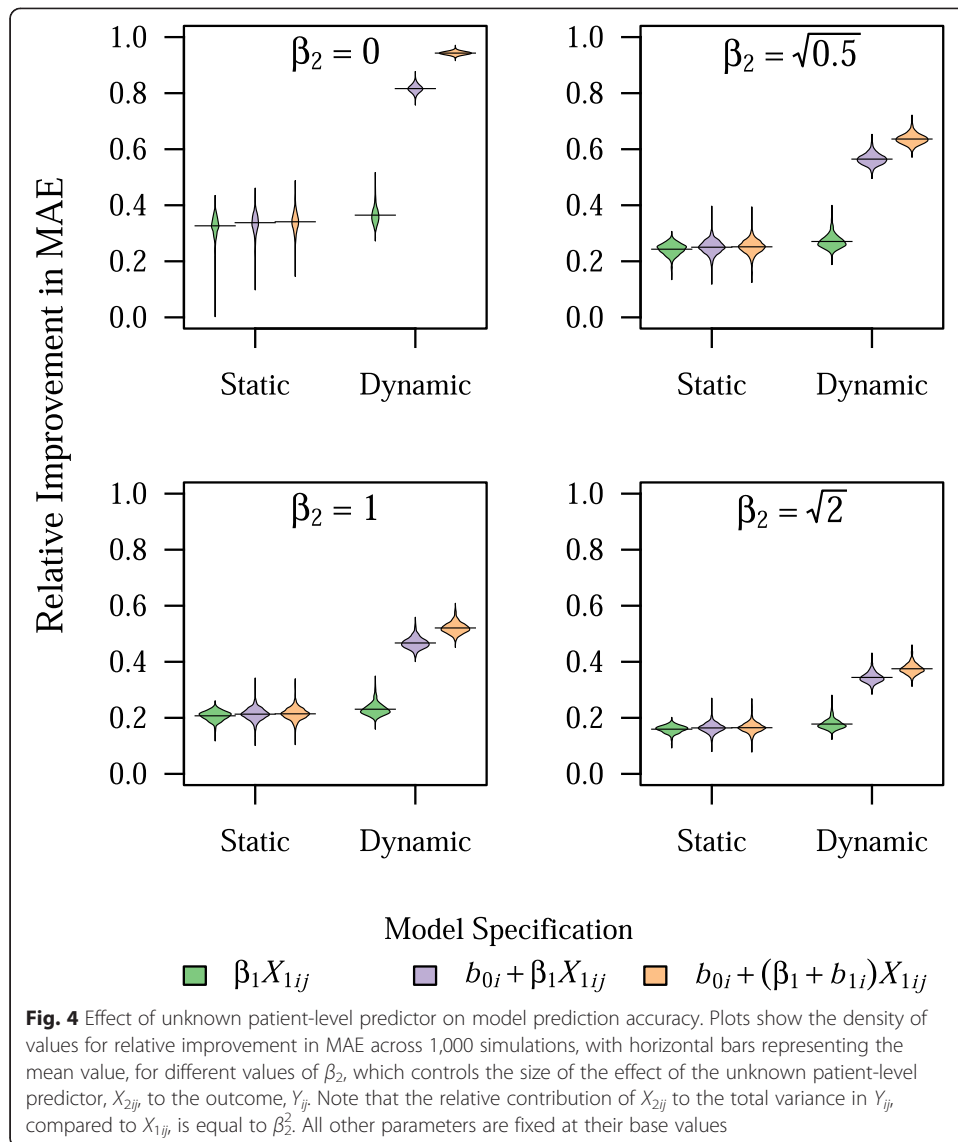 Relative Improvement in MAE
1.0
0.8
0.6
0.4
0.2
0.0
β₂ = 0
Static Dynamic
1.0
0.8
0.6
0.4
0.2
0.0
β₂ = √0.5
Static Dynamic
1.0
0.8
0.6
0.4
0.2
0.0
β₂ = 1
Static Dynamic
1.0
0.8
0.6
0.4
0.2
0.0
β₂ = √2
Static Dynamic
Model Specification
β₁X₁ᵢⱼ b₀ᵢ + β₁X₁ᵢⱼ b₀ᵢ + (β₁ + b₁ᵢ)X₁ᵢⱼ
Fig. 4 Effect of unknown patient-level predictor on model prediction accuracy. Plots show the density of
values for relative improvement in MAE across 1,000 simulations, with horizontal bars representing the
mean value, for different values of β₂, which controls the size of the effect of the unknown patient-level
predictor, X₂ᵢⱼ, to the outcome, Yᵢⱼ. Note that the relative contribution of X₂ᵢⱼ to the total variance in Yᵢⱼ,
compared to X₁ᵢⱼ, is equal to β₂². All other parameters are fixed at their base values